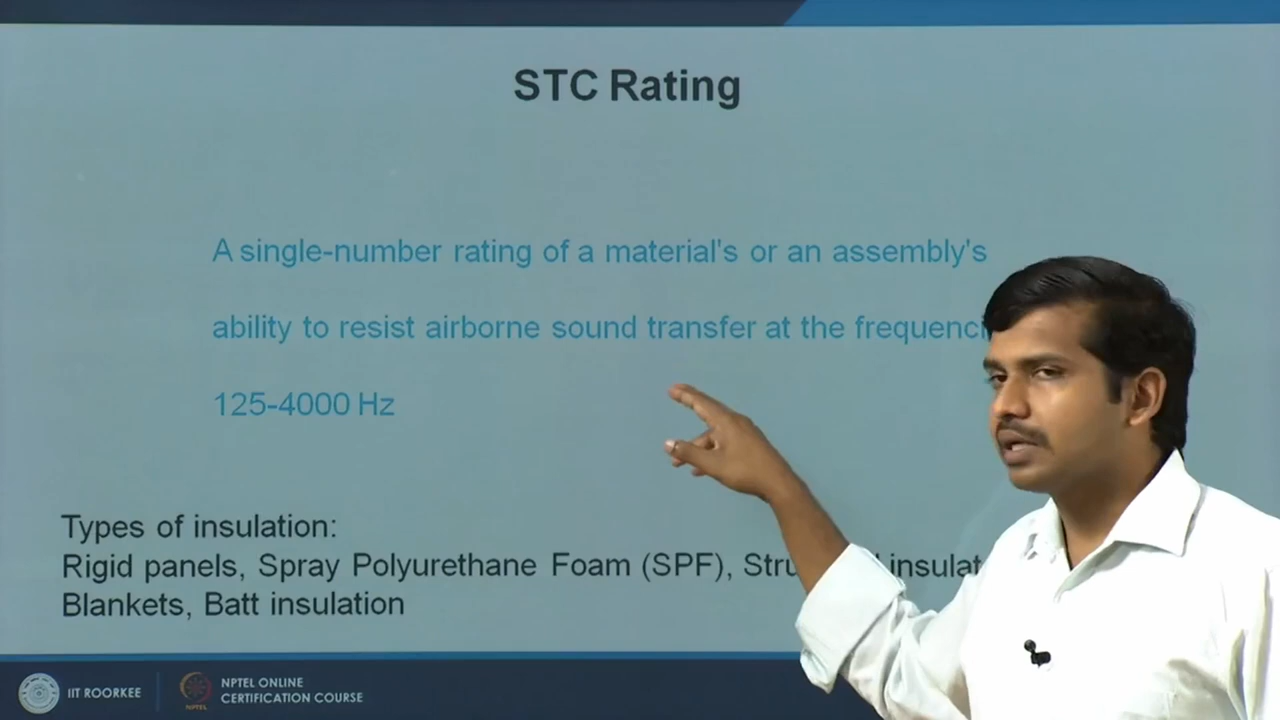 STC Rating
A single-number rating of a material's or an assembly's
ability to resist airborne sound transfer at the
125-4000 Hz
Types of insulation:
Rigid panels, Spray Polyurethane Foam (SPF),
Blankets, Batt insulation
IIT ROORKEE
NPTEL
NPTEL ONLINE
CERTIFICATION COURSE